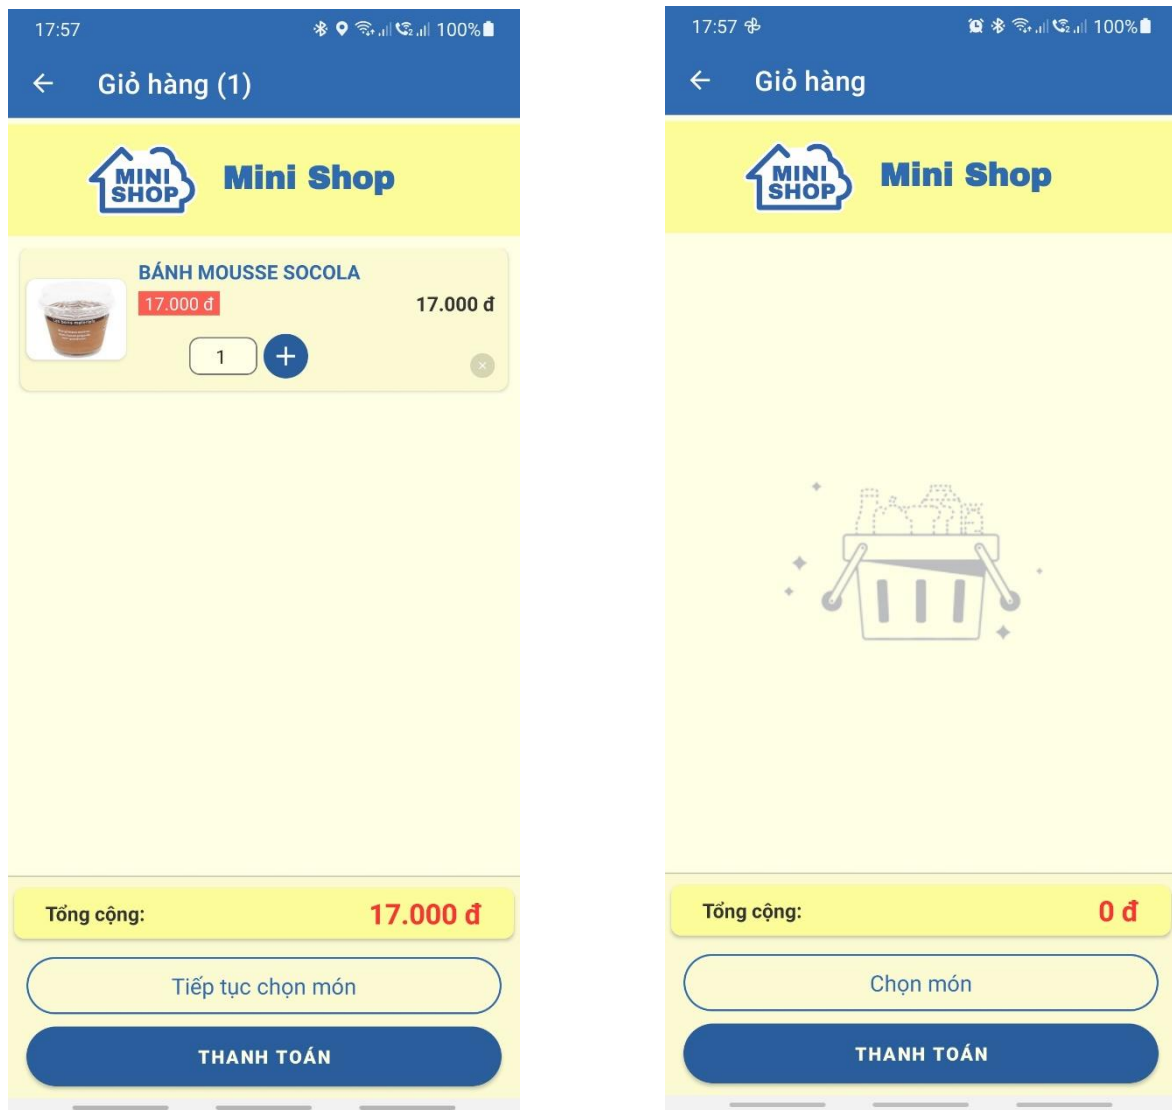 17:57
100%
Giỏ hàng (1)
MINI
SHOP
Mini Shop
BÁNH MOUSSE SOCOLA
17.000 đ
17.000 đ
1
Tổng cộng:
17.000 đ
Tiếp tục chọn món
THANH TOÁN
17:57
100%
Giỏ hàng
MINI
SHOP
Mini Shop
Tổng cộng:
0 đ
Chọn món
THANH TOÁN